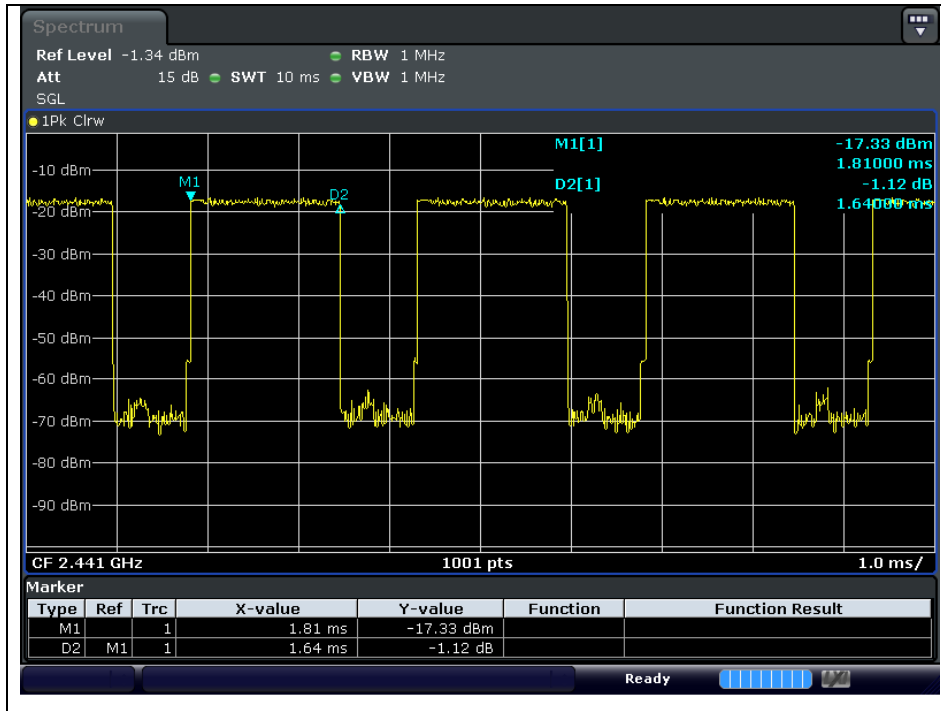 Spectrum
Ref Level -1.34 dBm RBW 1 MHz
Att 15 dB SWT 10 ms VBW 1 MHz
SGL
1Pk Clrw
M1[1] -17.33 dBm
1.81000 ms
D2[1] -1.12 dB
1.64000 ms
M1
D2
-10 dBm
-20 dBm
-30 dBm
-40 dBm
-50 dBm
-60 dBm
-70 dBm
-80 dBm
-90 dBm
CF 2.441 GHz 1001 pts 1.0 ms/
Marker
Type Ref Trc X-value Y-value Function Function Result
M1 1 1.81 ms -17.33 dBm
D2 M1 1 1.64 ms -1.12 dB
Ready